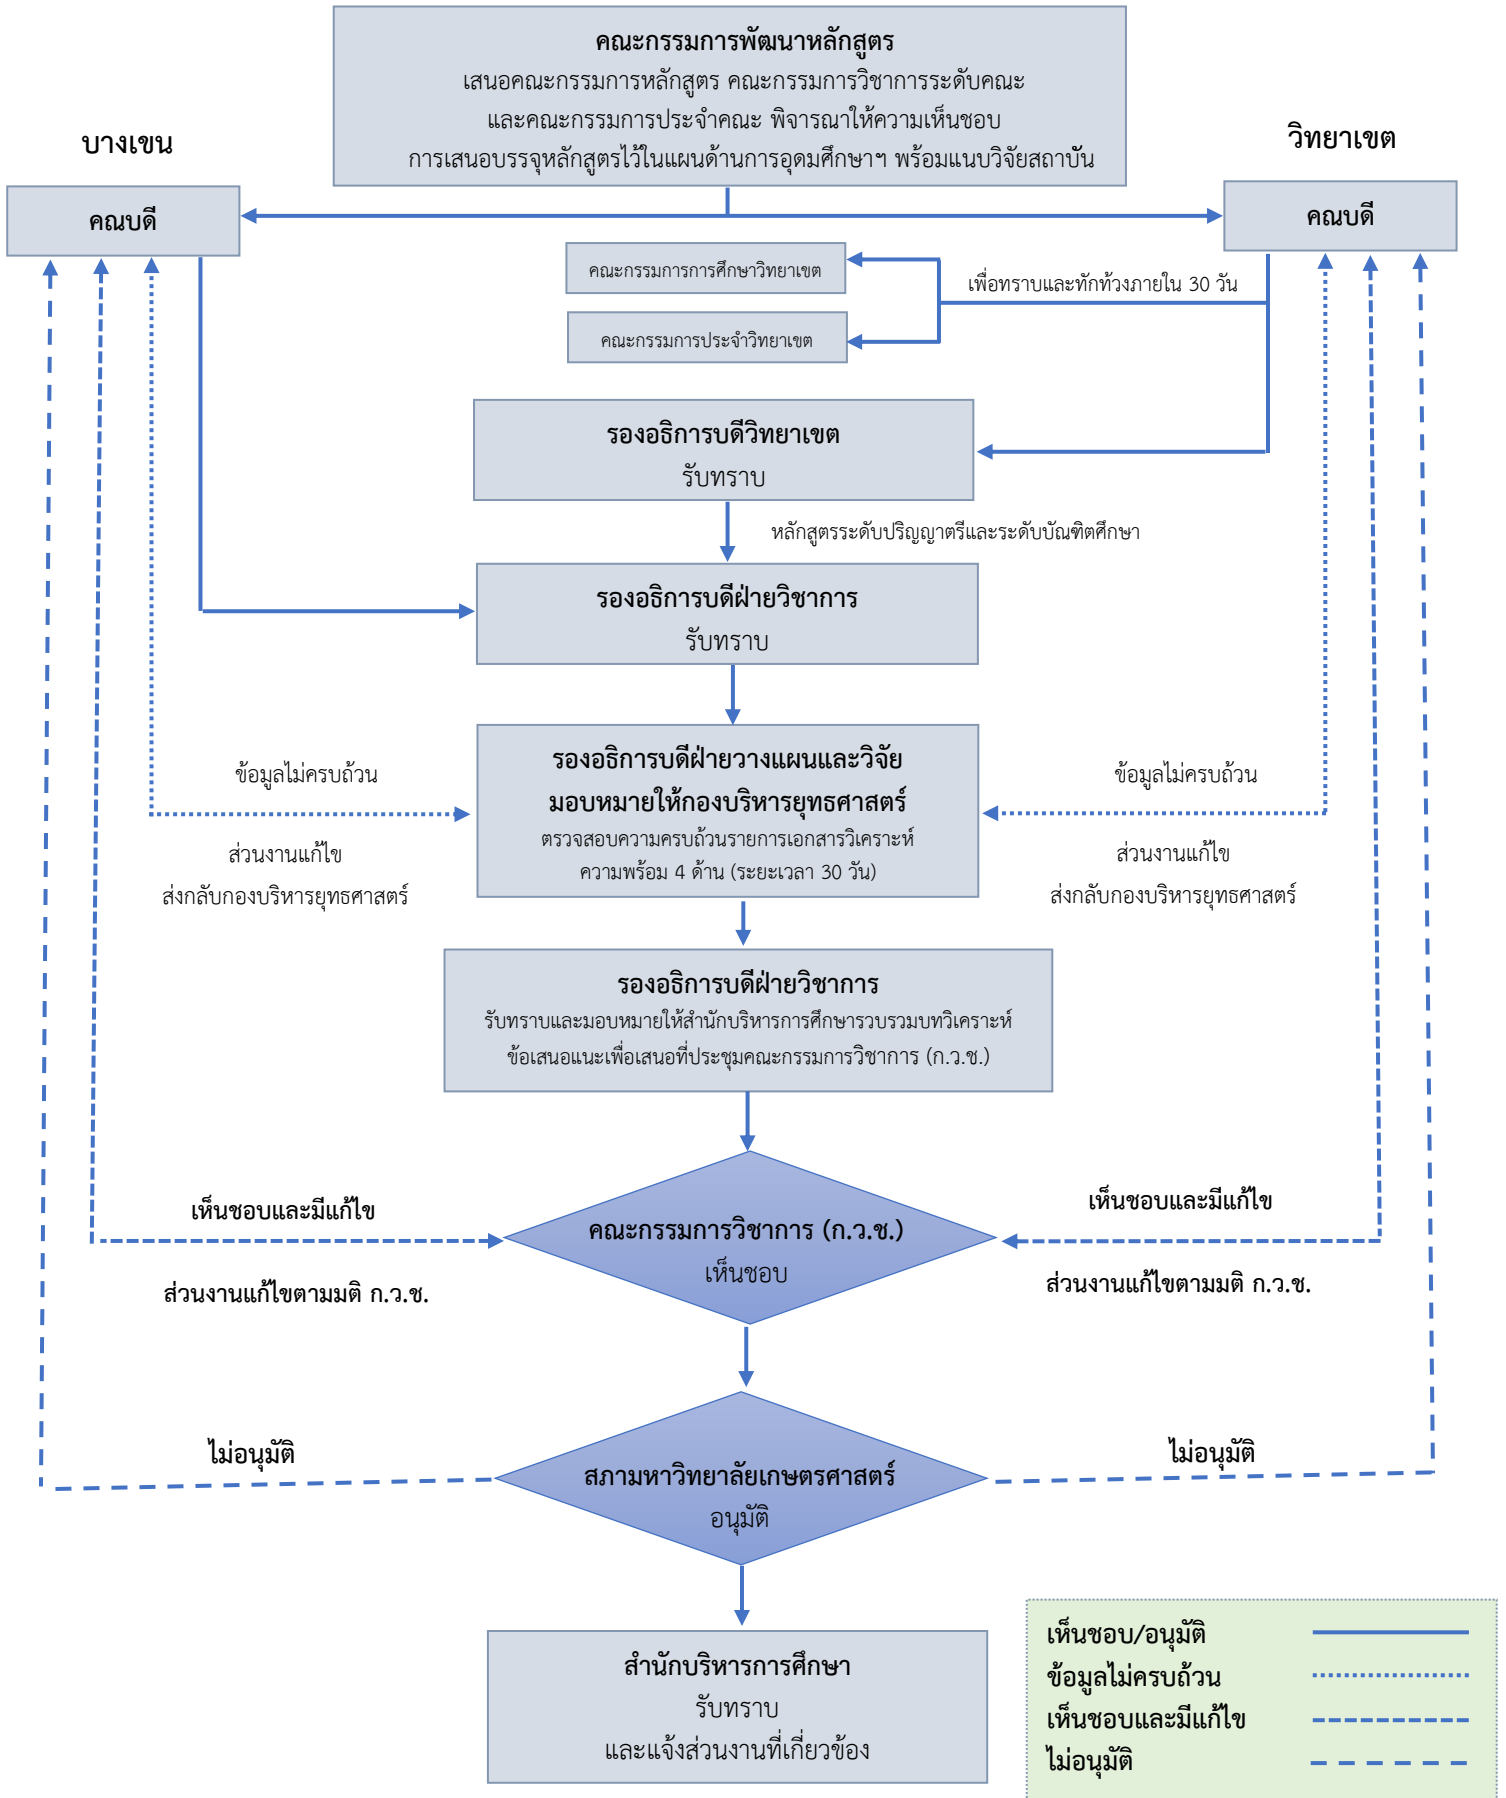 คณะกรรมการพัฒนาหลักสูตร
เสนอคณะกรรมการหลักสูตร คณะกรรมการวิชาการระดับคณะ
และคณะกรรมการประจำคณะ พิจารณาให้ความเห็นชอบ
การเสนอบรรจุหลักสูตรไว้ในแผนด้านการอุดมศึกษาฯ พร้อมแนบวิจัยสถาบัน
บางเขน
วิทยาเขต
คณบดี
คณบดี
คณะกรรมการการศึกษาวิทยาเขต
เพื่อทราบและทักท้วงภายใน 30 วัน
คณะกรรมการประจำวิทยาเขต
รองอธิการบดีวิทยาเขต
รับทราบ
หลักสูตรระดับปริญญาตรีและระดับบัณฑิตศึกษา
รองอธิการบดีฝ่ายวิชาการ
รับทราบ
รองอธิการบดีฝ่ายวางแผนและวิจัย
มอบหมายให้กองบริหารยุทธศาสตร์
ตรวจสอบความครบถ้วนรายการเอกสารวิเคราะห์
ความพร้อม 4 ด้าน (ระยะเวลา 30 วัน)
ข้อมูลไม่ครบถ้วน
ส่วนงานแก้ไข
ส่งกลับกองบริหารยุทธศาสตร์
ข้อมูลไม่ครบถ้วน
ส่วนงานแก้ไข
ส่งกลับกองบริหารยุทธศาสตร์
รองอธิการบดีฝ่ายวิชาการ
รับทราบและมอบหมายให้สำนักบริหารการศึกษารวบรวมบทวิเคราะห์
ข้อเสนอแนะเพื่อเสนอที่ประชุมคณะกรรมการวิชาการ (ก.ว.ช.)
เห็นชอบและมีแก้ไข
ส่วนงานแก้ไขตามมติ ก.ว.ช.
คณะกรรมการวิชาการ (ก.ว.ช.)
เห็นชอบ
เห็นชอบและมีแก้ไข
ส่วนงานแก้ไขตามมติ ก.ว.ช.
ไม่อนุมัติ
สภามหาวิทยาลัยเกษตรศาสตร์
อนุมัติ
ไม่อนุมัติ
สำนักบริหารการศึกษา
รับทราบ
และแจ้งส่วนงานที่เกี่ยวข้อง
เห็นชอบ/อนุมัติ
ข้อมูลไม่ครบถ้วน
เห็นชอบและมีแก้ไข
ไม่อนุมัติ